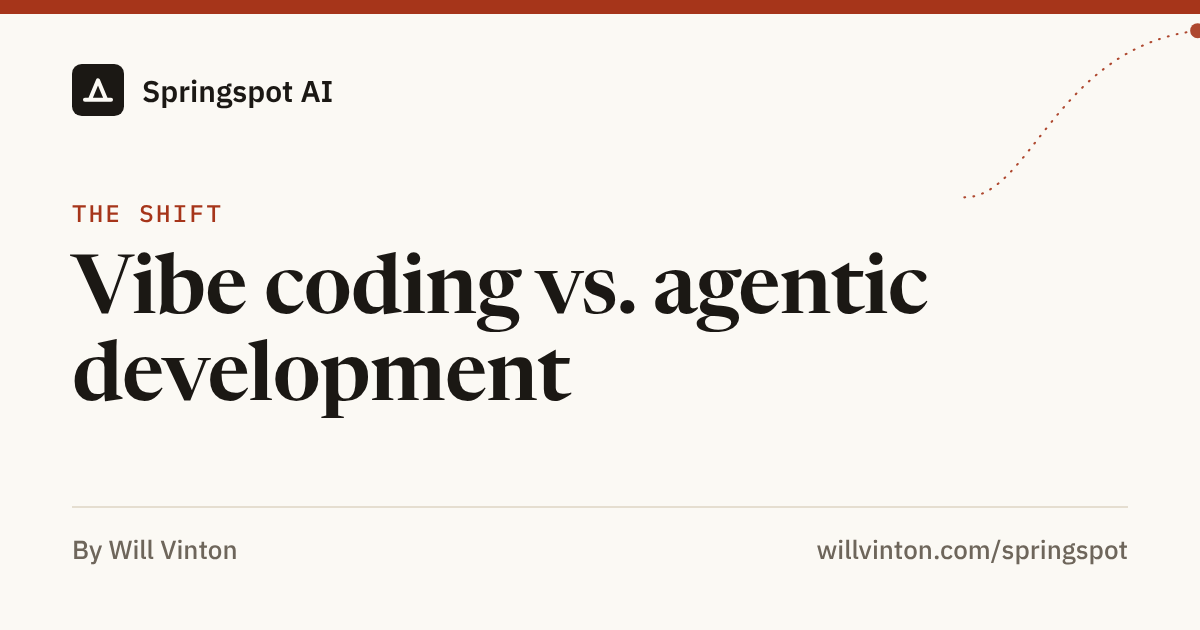 Springspot AI
THE SHIFT
Vibe coding vs. agentic
development
By Will Vinton
willvinton.com/springspot